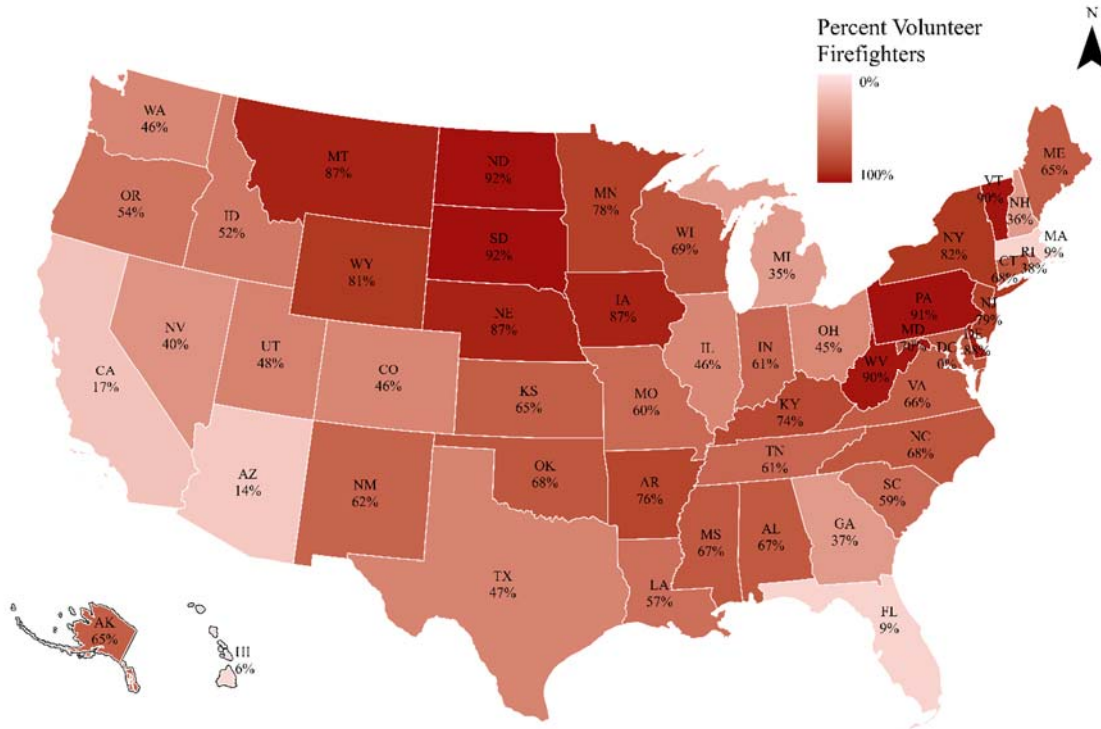 N
Percent Volunteer
Firefighters
0%
100%
WA
46%
OR
54%
ID
52%
MT
87%
ND
92%
MN
78%
WI
69%
MI
35%
SD
92%
WY
81%
NE
87%
IA
87%
CA
17%
NV
40%
UT
48%
CO
46%
KS
65%
MO
60%
IL
46%
IN
61%
OH
45%
KY
74%
WV
90%
VA
66%
PA
91%
NY
82%
VT
90%
NH
36%
ME
65%
MA
9%
RI
38%
CT
68%
NJ
79%
MD
DC
0%
AZ
14%
NM
62%
OK
68%
AR
76%
TN
61%
NC
68%
SC
59%
TX
47%
LA
57%
MS
67%
AL
67%
GA
37%
FL
9%
AK
65%
HI
6%